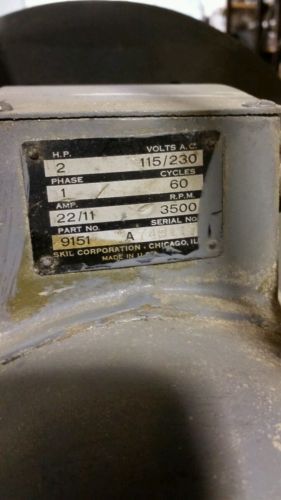 H.P. VOLTS A.C.
2 115/230
PHASE CYCLES
1 60
AMP. R.P.M.
22/11 3500
PART NO. SERIAL NO.
9151 A
SKIL CORPORATION - CHICAGO, IL
MADE IN U.S.